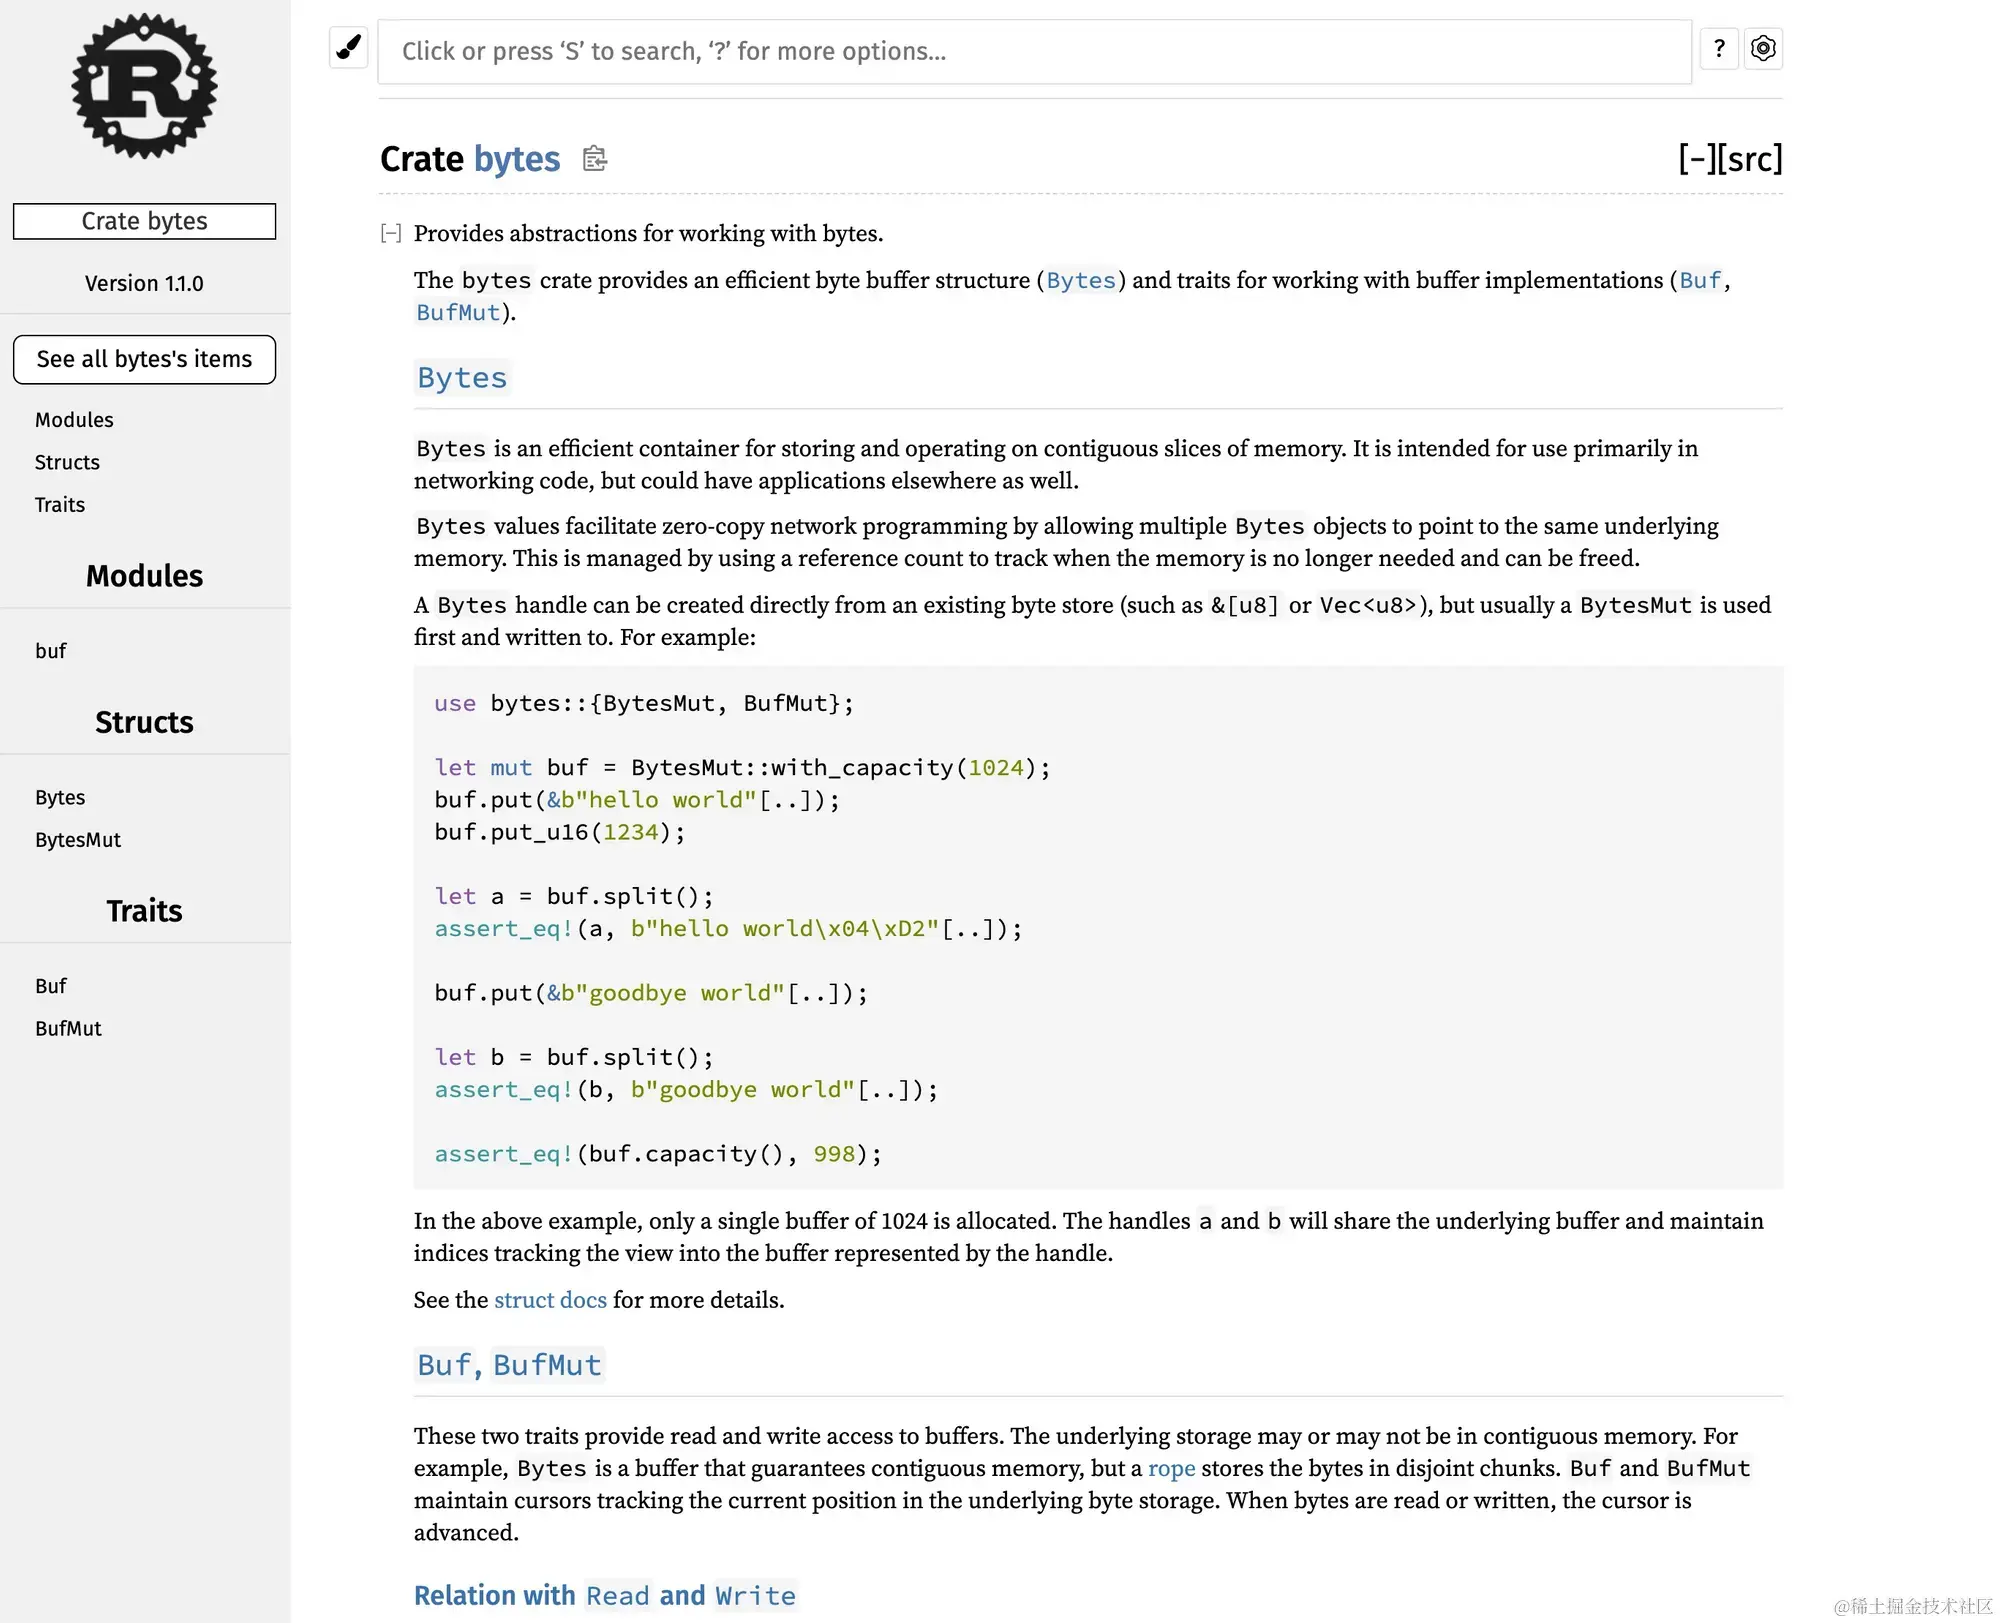 R
Crate bytes
Version 1.1.0
See all bytes's items
Modules
Structs
Traits
Modules
buf
Structs
Bytes
BytesMut
Traits
Buf
BufMut
Click or press ‘S’ to search, ‘?’ for more options…
?
Crate bytes
[−][src]
[−] Provides abstractions for working with bytes.
The bytes crate provides an efficient byte buffer structure (Bytes) and traits for working with buffer implementations (Buf,
BufMut).
Bytes
Bytes is an efficient container for storing and operating on contiguous slices of memory. It is intended for use primarily in
networking code, but could have applications elsewhere as well.
Bytes values facilitate zero-copy network programming by allowing multiple Bytes objects to point to the same underlying
memory. This is managed by using a reference count to track when the memory is no longer needed and can be freed.
A Bytes handle can be created directly from an existing byte store (such as &[u8] or Vec<u8>), but usually a BytesMut is used
first and written to. For example:
use bytes::{BytesMut, BufMut};
let mut buf = BytesMut::with_capacity(1024);
buf.put(&b"hello world"[..]);
buf.put_u16(1234);
let a = buf.split();
assert_eq!(a, b"hello world\x04\xD2"[..]);
buf.put(&b"goodbye world"[..]);
let b = buf.split();
assert_eq!(b, b"goodbye world"[..]);
assert_eq!(buf.capacity(), 998);
In the above example, only a single buffer of 1024 is allocated. The handles a and b will share the underlying buffer and maintain
indices tracking the view into the buffer represented by the handle.
See the struct docs for more details.
Buf, BufMut
These two traits provide read and write access to buffers. The underlying storage may or may not be in contiguous memory. For
example, Bytes is a buffer that guarantees contiguous memory, but a rope stores the bytes in disjoint chunks. Buf and BufMut
maintain cursors tracking the current position in the underlying byte storage. When bytes are read or written, the cursor is
advanced.
Relation with Read and Write
@稀土掘金技术社区